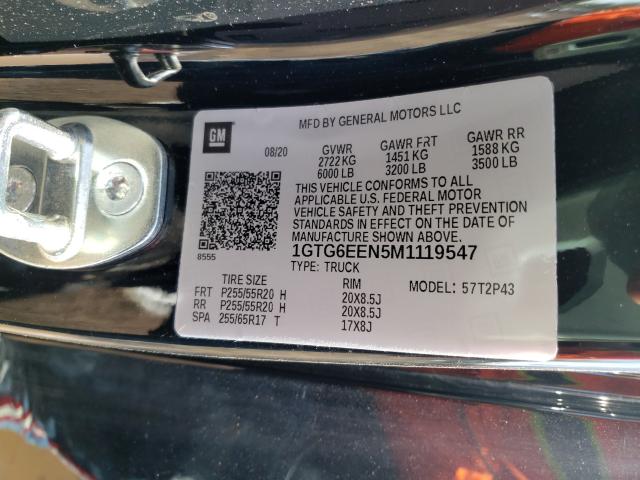 MFD BY GENERAL MOTORS LLC
GM
08/20 GVWR GAWR FRT GAWR RR
2722 KG 1451 KG 1588 KG
6000 LB 3200 LB 3500 LB
THIS VEHICLE CONFORMS TO ALL
APPLICABLE U.S. FEDERAL MOTOR
VEHICLE SAFETY AND THEFT PREVENTION
STANDARDS IN EFFECT ON THE DATE OF
MANUFACTURE SHOWN ABOVE.
8555
1GTG6EEN5M1119547
TYPE: TRUCK
TIRE SIZE RIM MODEL: 57T2P43
FRT P255/55R20 H 20X8.5J
RR P255/55R20 H 20X8.5J
SPA 255/65R17 T 17X8J